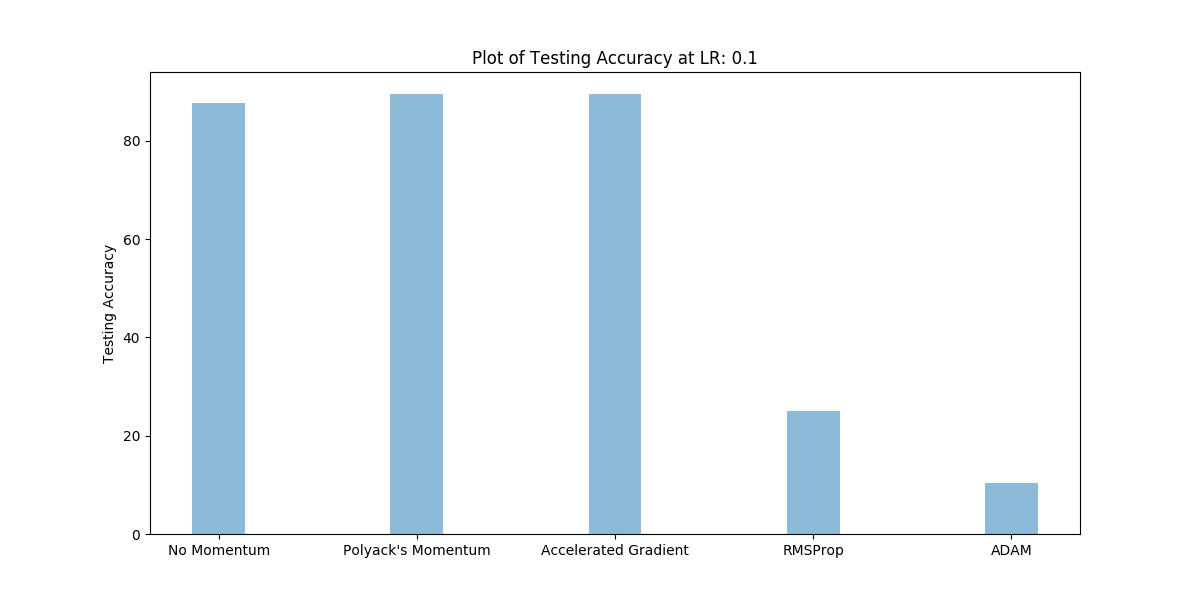 Plot of Testing Accuracy at LR: 0.1
Testing Accuracy
80
60
40
20
0
No Momentum
Polyack's Momentum
Accelerated Gradient
RMSProp
ADAM